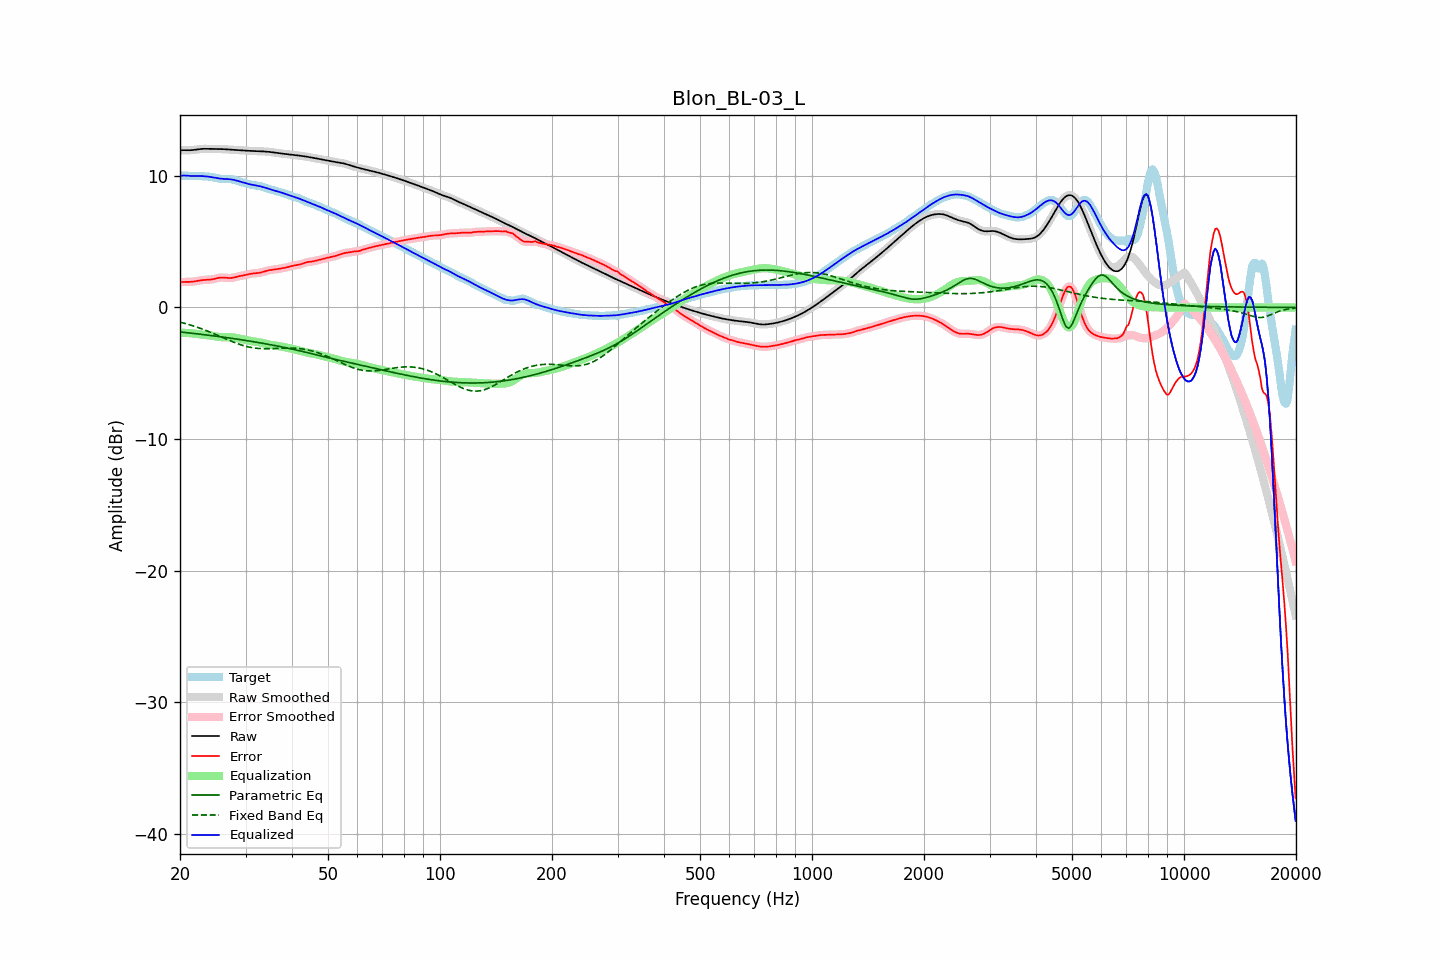 Blon_BL-03_L
Amplitude (dBr)
10
0
−10
−20
−30
−40
Target
Raw Smoothed
Error Smoothed
Raw
Error
Equalization
Parametric Eq
Fixed Band Eq
Equalized
20 50 100 200 500 1000 2000 5000 10000 20000
Frequency (Hz)